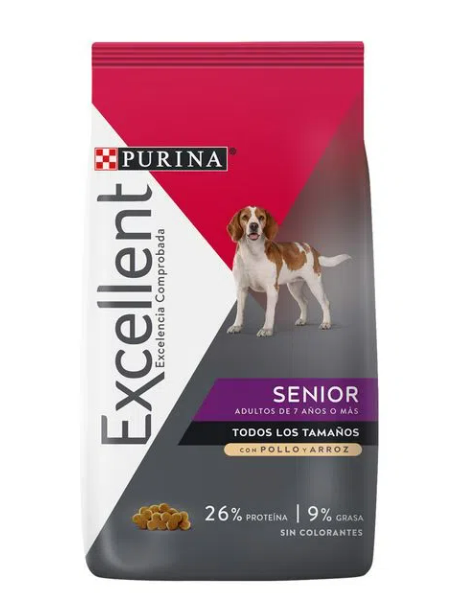 PURINA®
Excellent
Excelencia Comprobada
SENIOR
ADULTOS DE 7 AÑOS O MÁS
TODOS LOS TAMAÑOS
CON POLLO Y ARROZ
26% PROTEÍNA | 9% GRASA
SIN COLORANTES